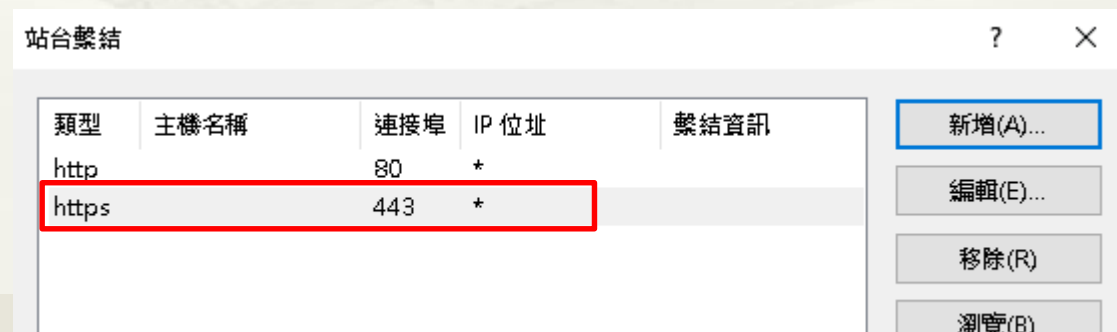 站台繫結
?
類型 主機名稱 連接埠 IP 位址 繫結資訊
http 80 *
https 443 *
新增(A)...
編輯(E)...
移除(R)
瀏覽(B)